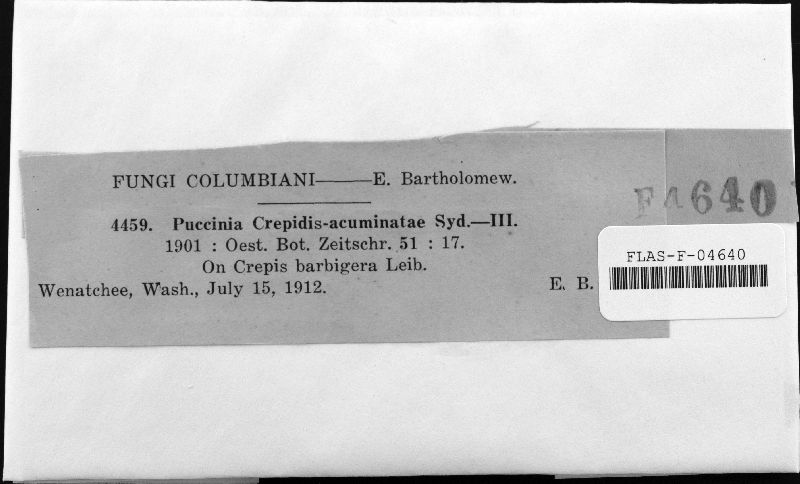 FUNGI COLUMBIANI——E. Bartholomew.
4459. Puccinia Crepidis-acuminatae Syd.—III.
1901 : Oest. Bot. Zeitschr. 51 : 17.
On Crepis barbigera Leib.
Wenatchee, Wash., July 15, 1912. E. B.
F4640
FLAS-F-04640